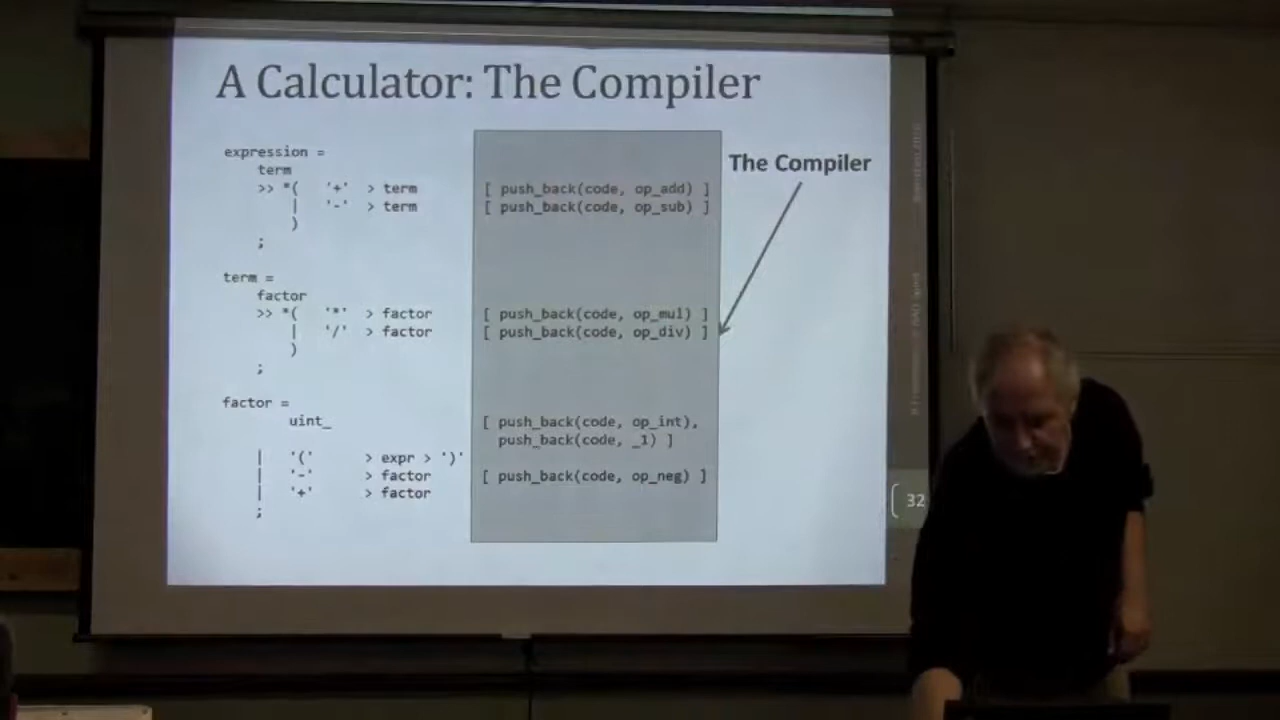 A Calculator: The Compiler
The Compiler
expression =
term
>> *( '+' > term [ push_back(code, op_add) ]
| '-' > term [ push_back(code, op_sub) ]
)
;
term =
factor
>> *( '*' > factor [ push_back(code, op_mul) ]
| '/' > factor [ push_back(code, op_div) ]
)
;
factor =
uint_ [ push_back(code, op_int),
push_back(code, _1) ]
| '(' > expr > ')'
| '-' > factor [ push_back(code, op_neg) ]
| '+' > factor
;
32